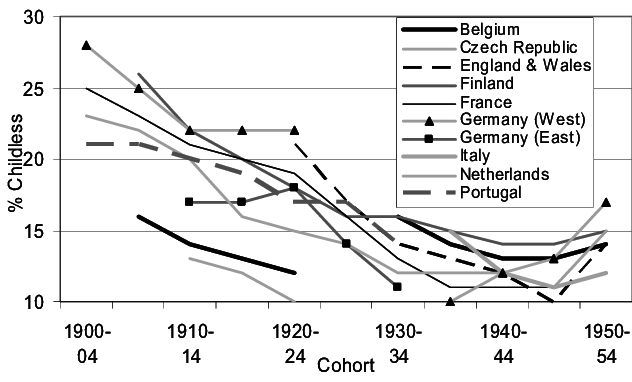 30
25
20
15
10
% Childless
Belgium
Czech Republic
England & Wales
Finland
France
Germany (West)
Germany (East)
Italy
Netherlands
Portugal
1900-04
1910-14
1920-24
1930-34
1940-44
1950-54
Cohort